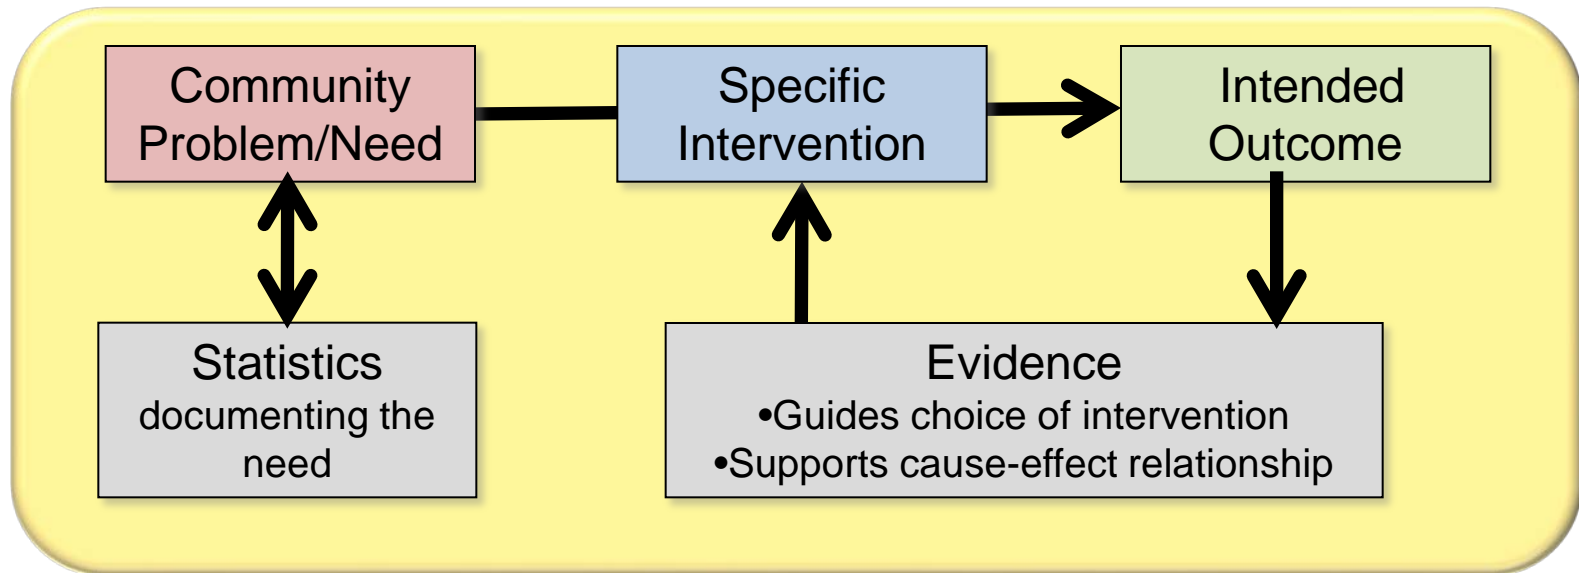 Community
Problem/Need
Specific
Intervention
Intended
Outcome
Statistics
documenting the
need
Evidence
•Guides choice of intervention
•Supports cause-effect relationship